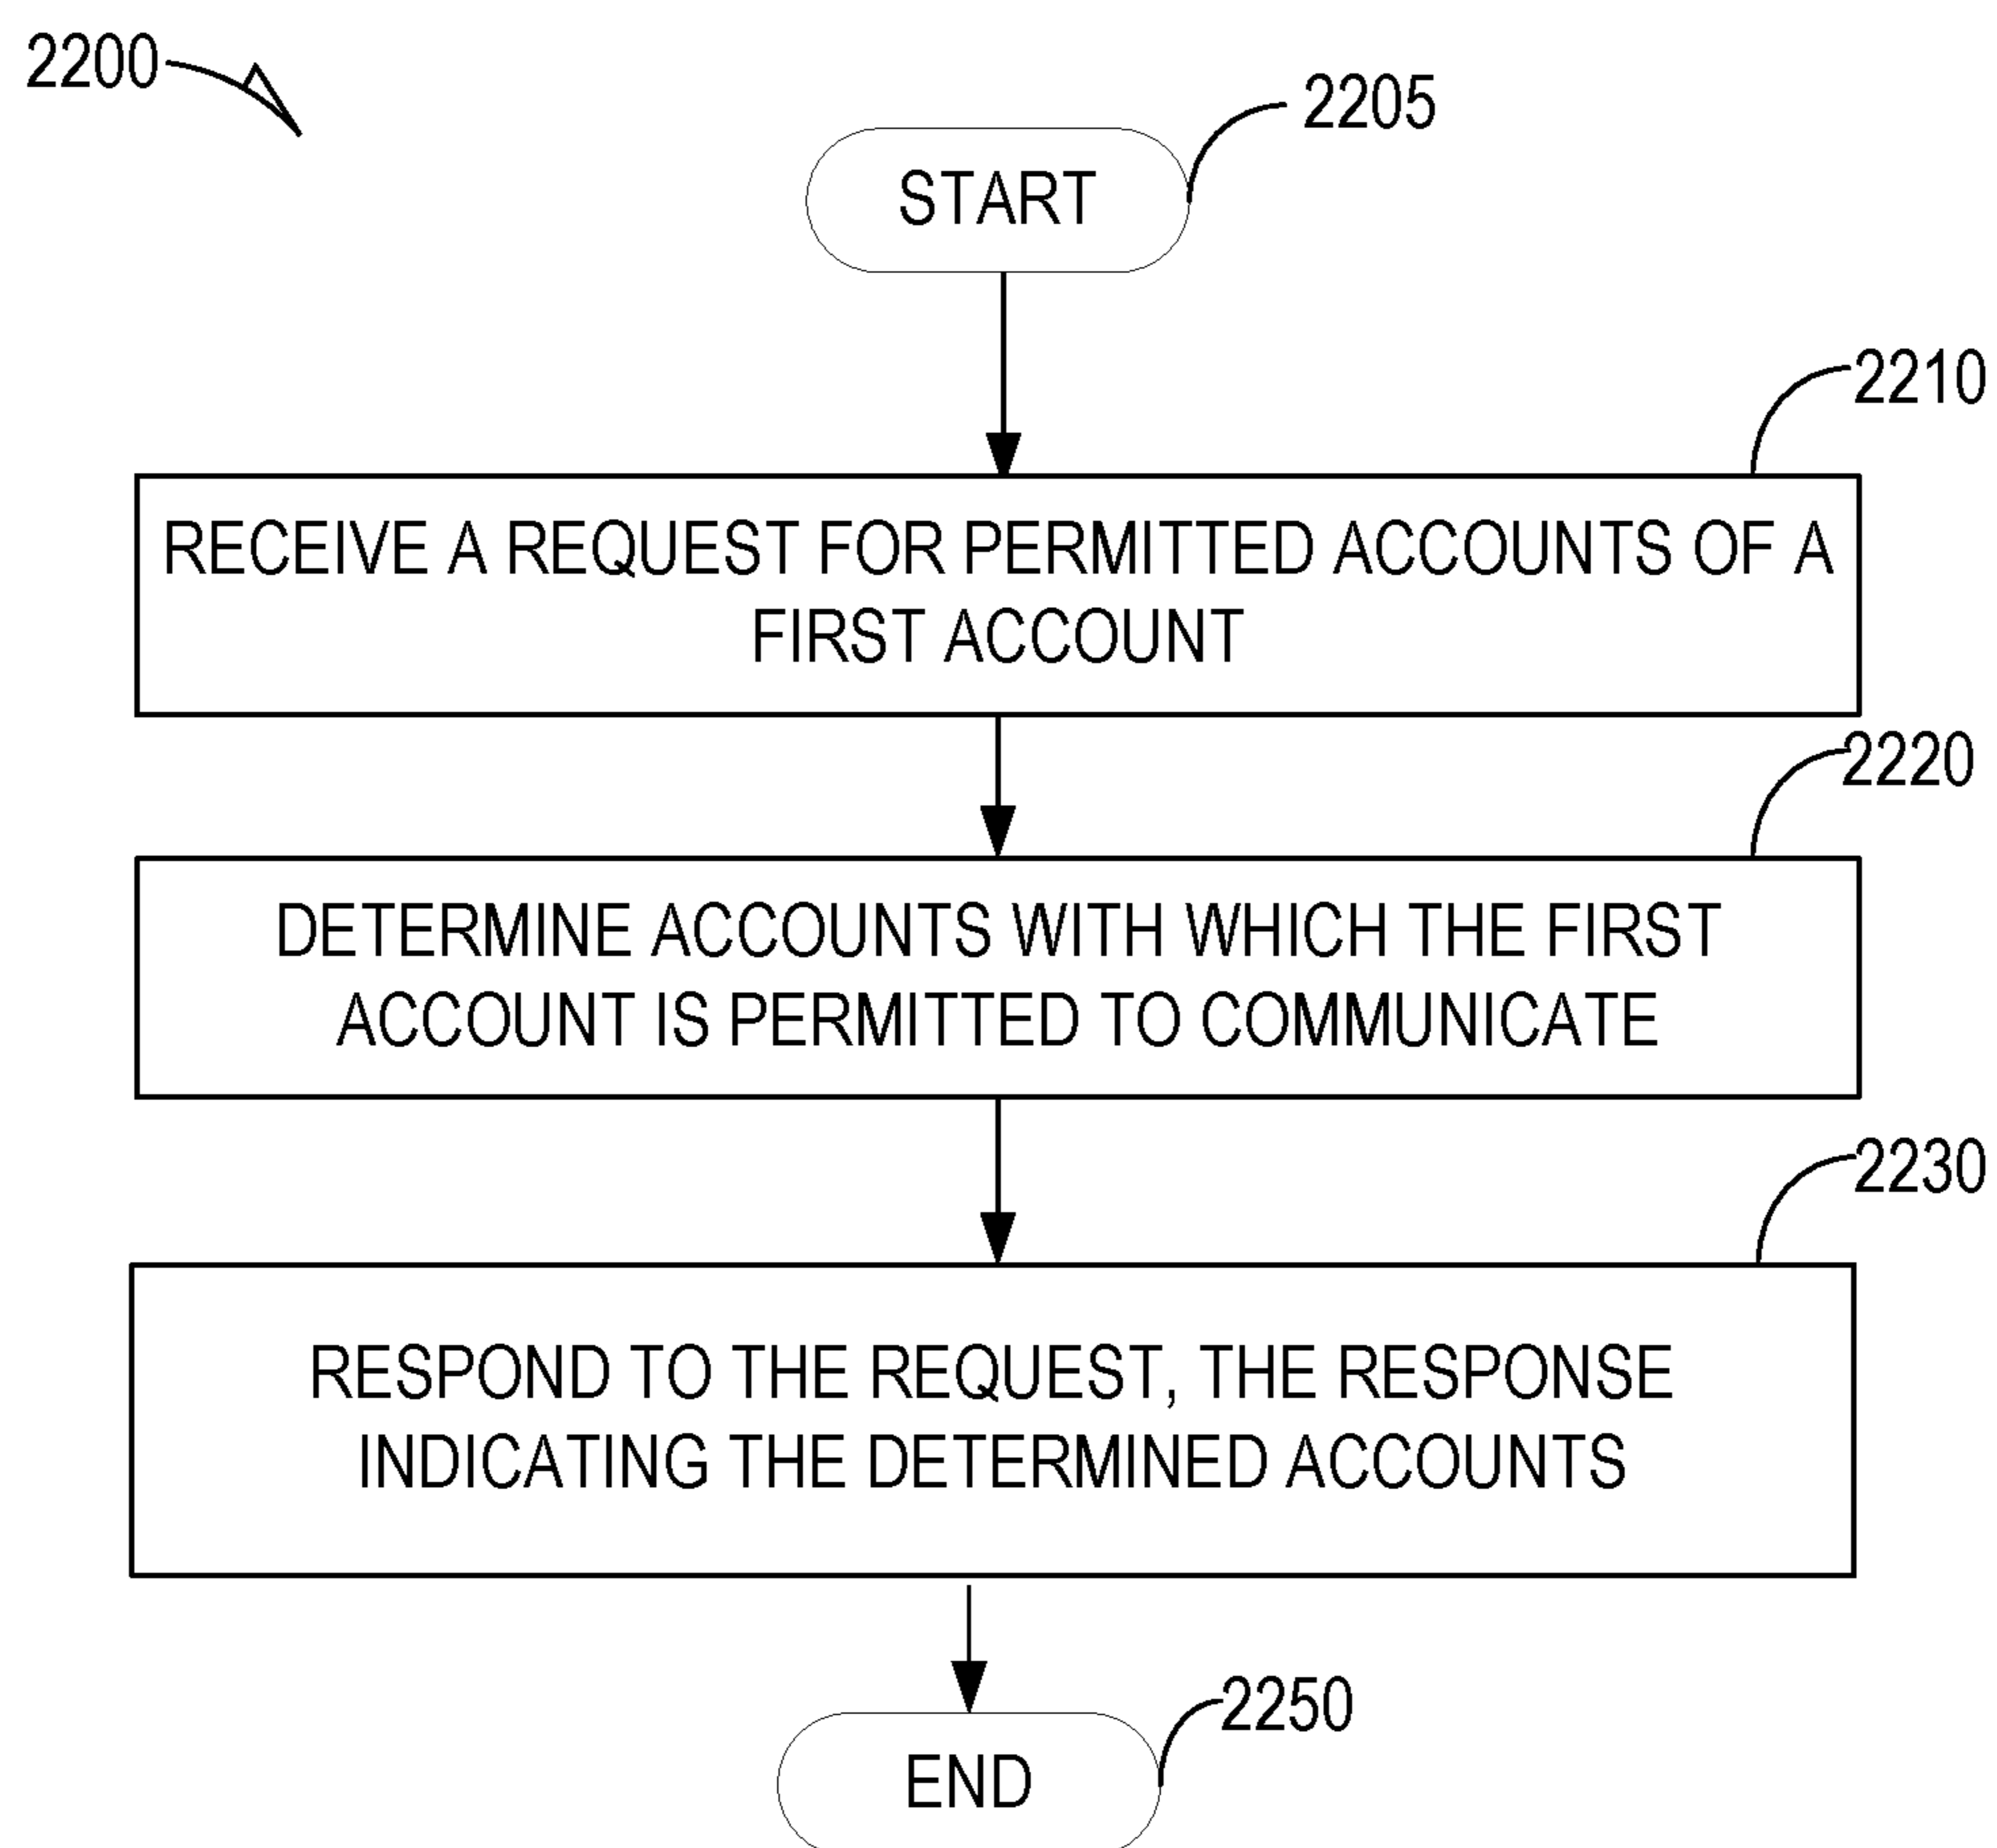 2200
2205
START
2210
RECEIVE A REQUEST FOR PERMITTED ACCOUNTS OF A
FIRST ACCOUNT
2220
DETERMINE ACCOUNTS WITH WHICH THE FIRST
ACCOUNT IS PERMITTED TO COMMUNICATE
2230
RESPOND TO THE REQUEST, THE RESPONSE
INDICATING THE DETERMINED ACCOUNTS
2250
END